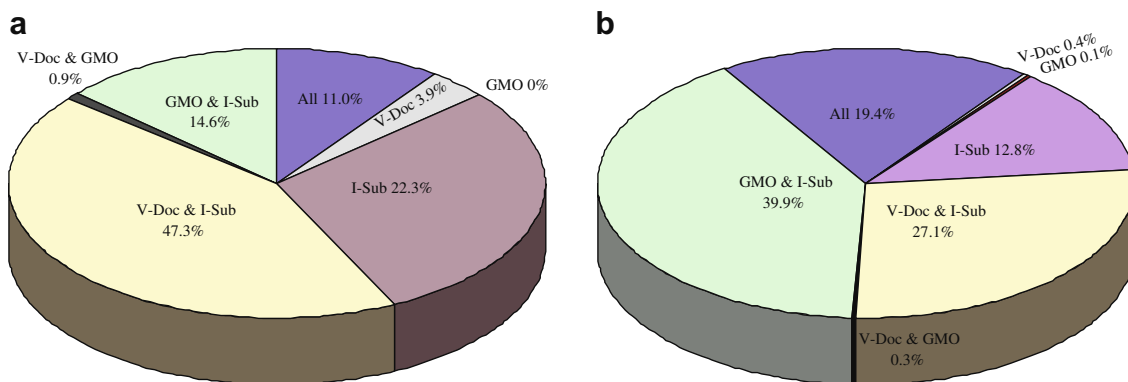 a
V-Doc & GMO
0.9%
GMO & I-Sub
14.6%
All 11.0%
V-Doc 3.9%
GMO 0%
I-Sub 22.3%
V-Doc & I-Sub
47.3%
b
V-Doc 0.4%
GMO 0.1%
All 19.4%
I-Sub 12.8%
GMO & I-Sub
39.9%
V-Doc & I-Sub
27.1%
V-Doc & GMO
0.3%